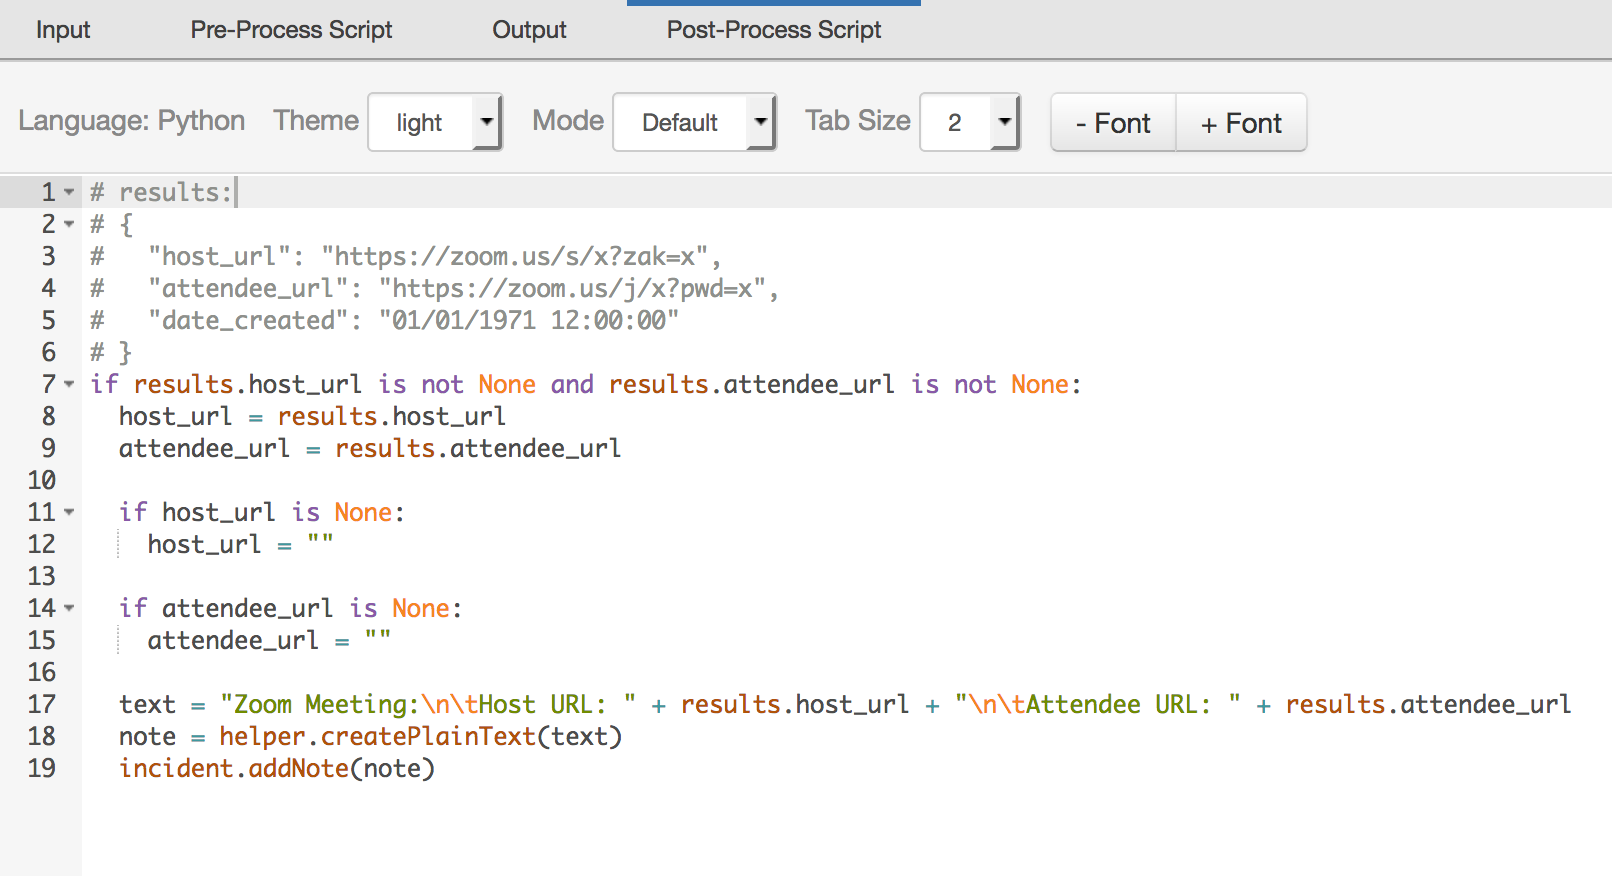 Input Pre-Process Script Output Post-Process Script
Language: Python Theme light Mode Default Tab Size 2 - Font + Font
1 # results:
2 # {
3 #   "host_url": "https://zoom.us/s/x?zak=x",
4 #   "attendee_url": "https://zoom.us/j/x?pwd=x",
5 #   "date_created": "01/01/1971 12:00:00"
6 # }
7 if results.host_url is not None and results.attendee_url is not None:
8   host_url = results.host_url
9   attendee_url = results.attendee_url
10
11   if host_url is None:
12     host_url = ""
13
14   if attendee_url is None:
15     attendee_url = ""
16
17   text = "Zoom Meeting:\n\tHost URL: " + results.host_url + "\n\tAttendee URL: " + results.attendee_url
18   note = helper.createPlainText(text)
19   incident.addNote(note)